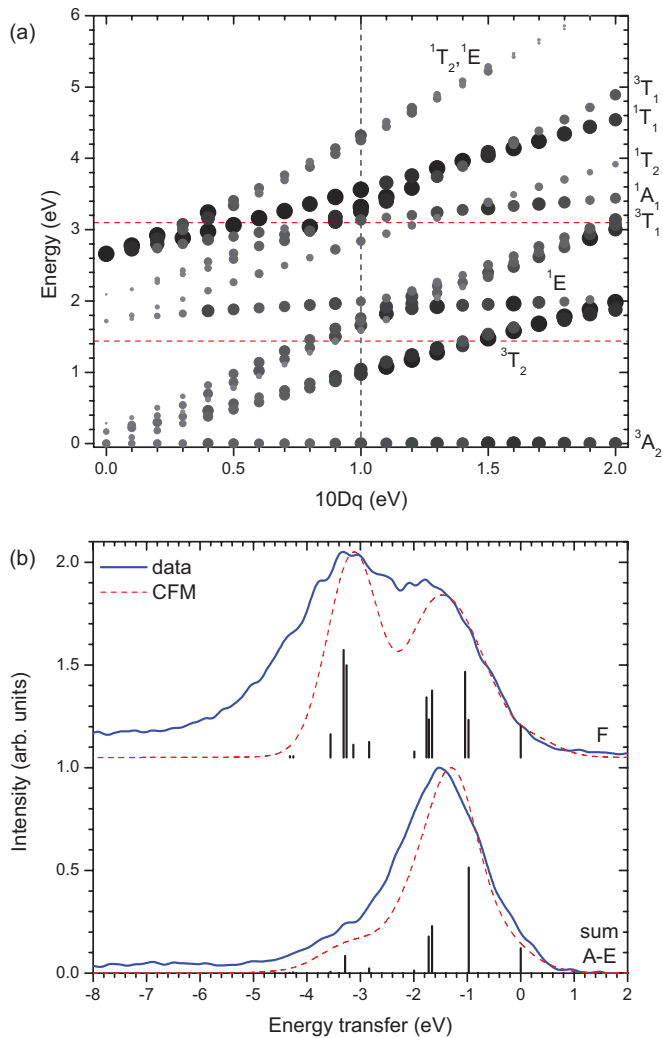 (a)
6
5
4
3
2
1
0
Energy (eV)
¹T₂, ¹E
³T₁
¹T₁
¹T₂
¹A₁
³T₁
¹E
³T₂
³A₂
0.0 0.5 1.0 1.5 2.0
10Dq (eV)
(b)
2.0
1.5
1.0
0.5
0.0
Intensity (arb. units)
data
CFM
F
sum
A-E
-8 -7 -6 -5 -4 -3 -2 -1 0 1 2
Energy transfer (eV)